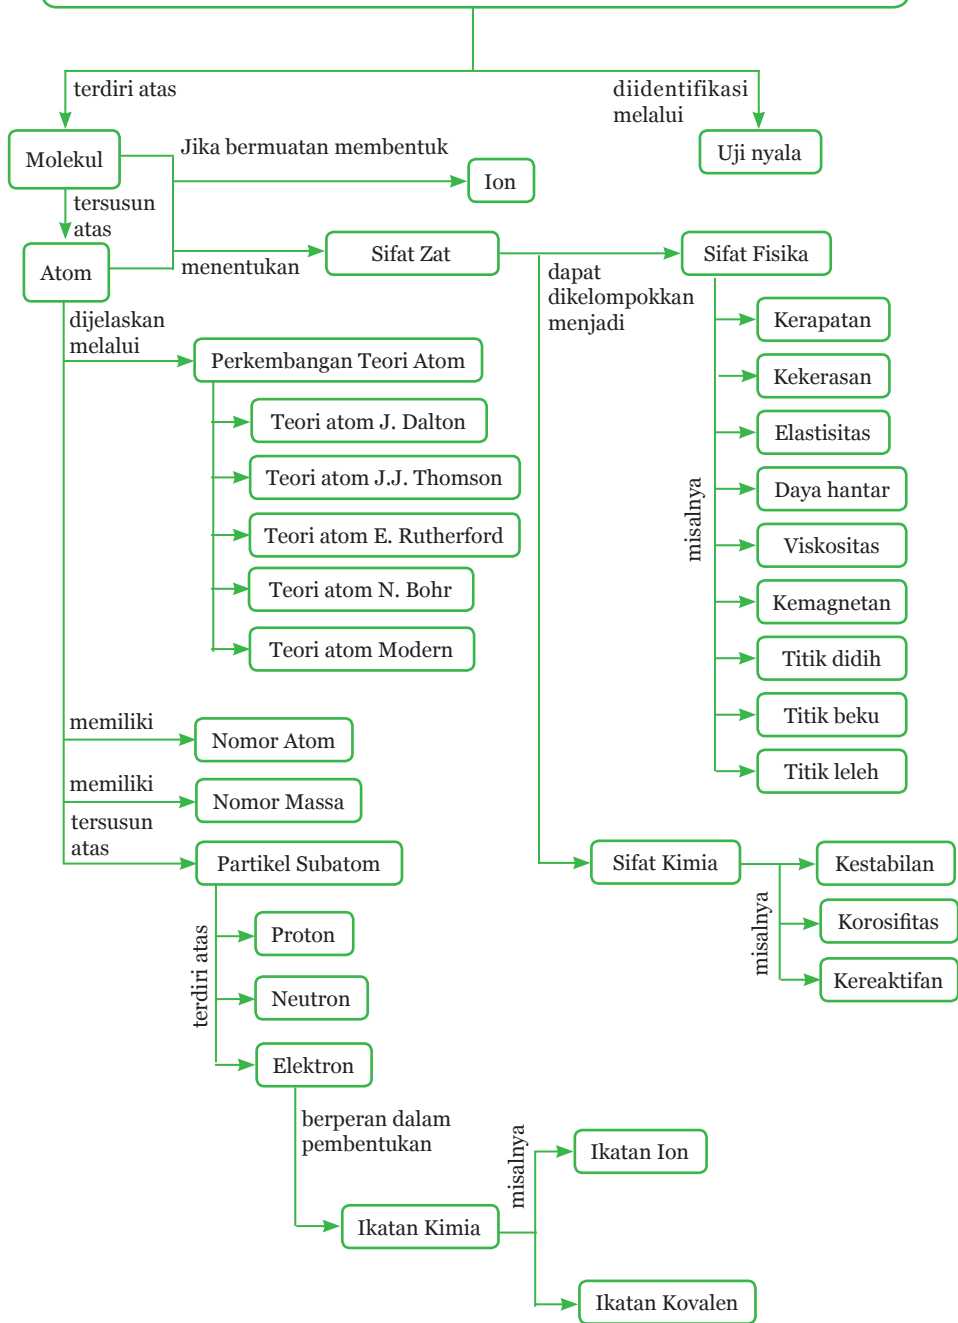 terdiri atas
diidentifikasi
melalui
Molekul
Jika bermuatan membentuk
Uji nyala
Ion
tersusun
atas
Atom
menentukan
Sifat Zat
dapat
dikelompokkan
menjadi
Sifat Fisika
misalnya
Kerapatan
Kekerasan
Elastisitas
Daya hantar
Viskositas
Kemagnetan
Titik didih
Titik beku
Titik leleh
dijelaskan
melalui
Perkembangan Teori Atom
Teori atom J. Dalton
Teori atom J.J. Thomson
Teori atom E. Rutherford
Teori atom N. Bohr
Teori atom Modern
memiliki
Nomor Atom
memiliki
Nomor Massa
tersusun
atas
Partikel Subatom
Sifat Kimia
misalnya
Kestabilan
Korosifitas
Kereaktifan
terdiri atas
Proton
Neutron
Elektron
berperan dalam
pembentukan
Ikatan Kimia
misalnya
Ikatan Ion
Ikatan Kovalen